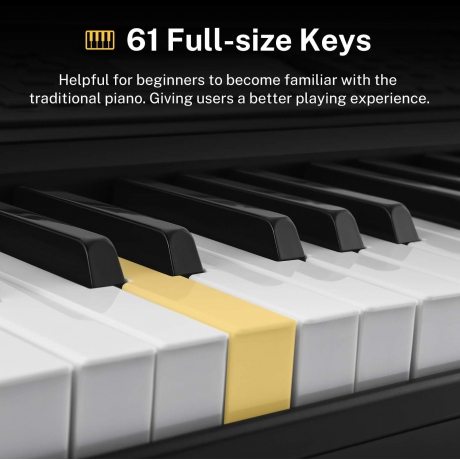 61 Full-size Keys
Helpful for beginners to become familiar with the
traditional piano. Giving users a better playing experience.